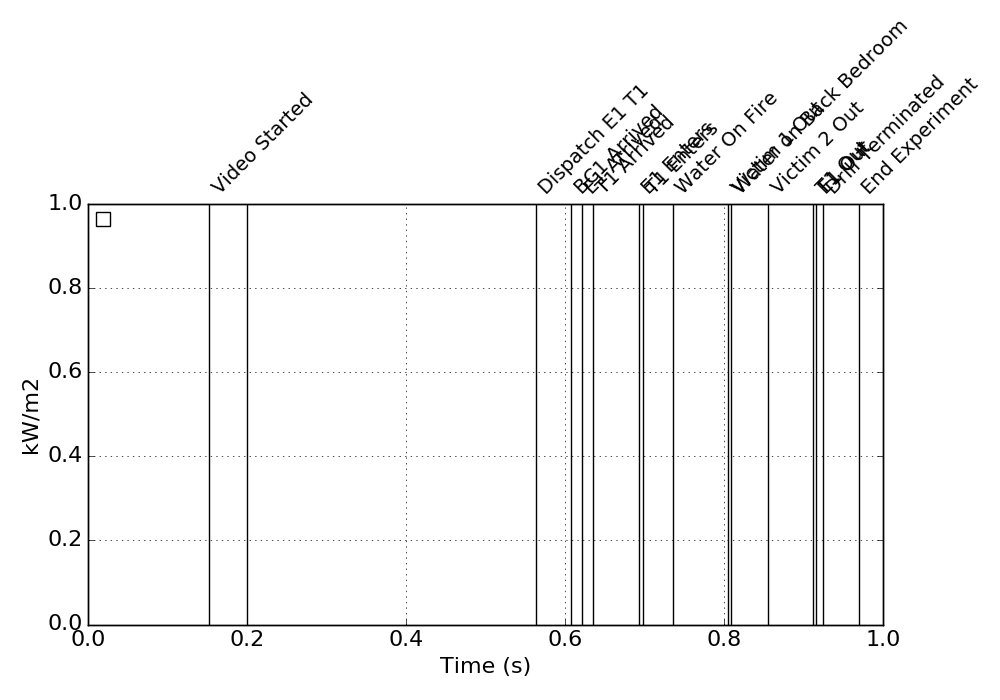 Video Started
Dispatch E1 T1
BC1 Arrived
E1 Arrived
T1 Arrived
E1 Enters
T1 Enters
Water On Fire
Victim 1 Out
Water on Back Bedroom
Victim 2 Out
T1 Out
E1 Out
Drill Terminated
End Experiment
1.0
0.8
0.6
0.4
0.2
0.0
kW/m2
0.0 0.2 0.4 0.6 0.8 1.0
Time (s)